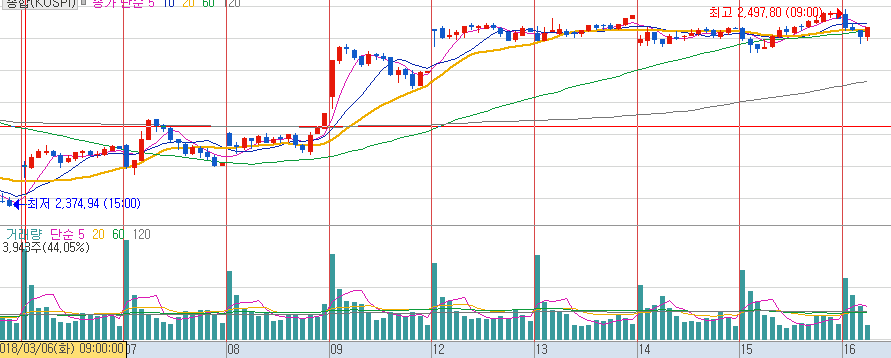 종합(KOSPI) 종가 단순 5 10 20 60 120
최고 2,497.80 (09:00)
최저 2,374.94 (15:00)
거래량 단순 5 20 60 120
3,943주(44.05%)
018/03/06(화) 09:00:00 07 08 09 12 13 14 15 16